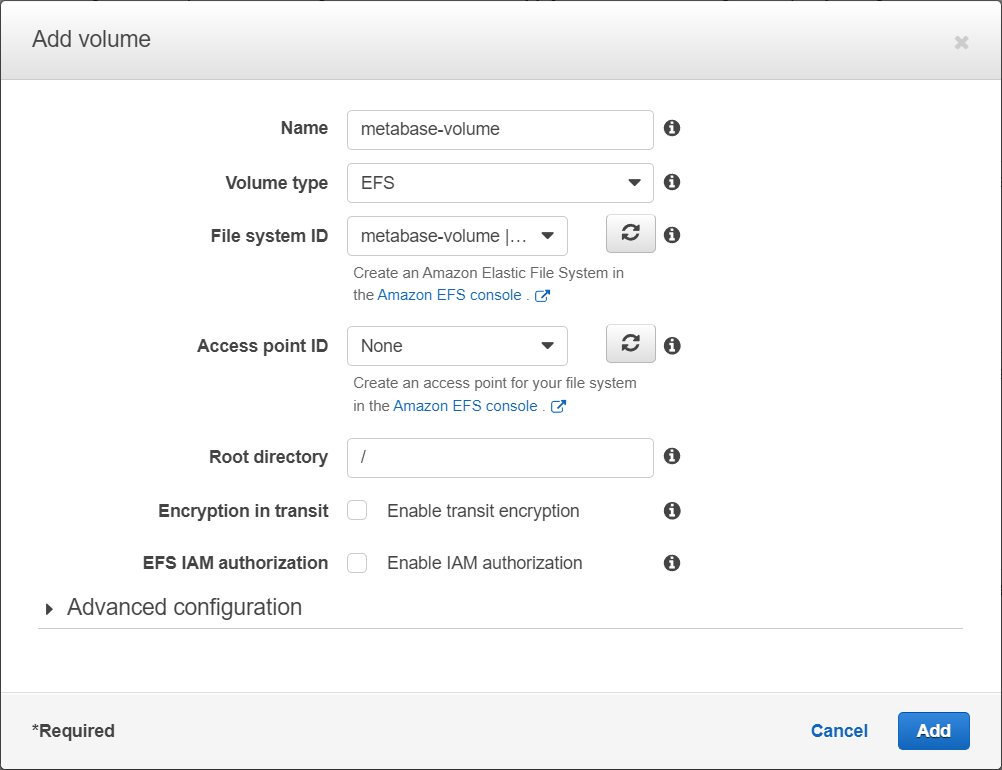 Add volume
Name
metabase-volume
Volume type
EFS
File system ID
metabase-volume |...
Create an Amazon Elastic File System in
the Amazon EFS console .
Access point ID
None
Create an access point for your file system
in the Amazon EFS console .
Root directory
/
Encryption in transit
Enable transit encryption
EFS IAM authorization
Enable IAM authorization
Advanced configuration
*Required
Cancel
Add